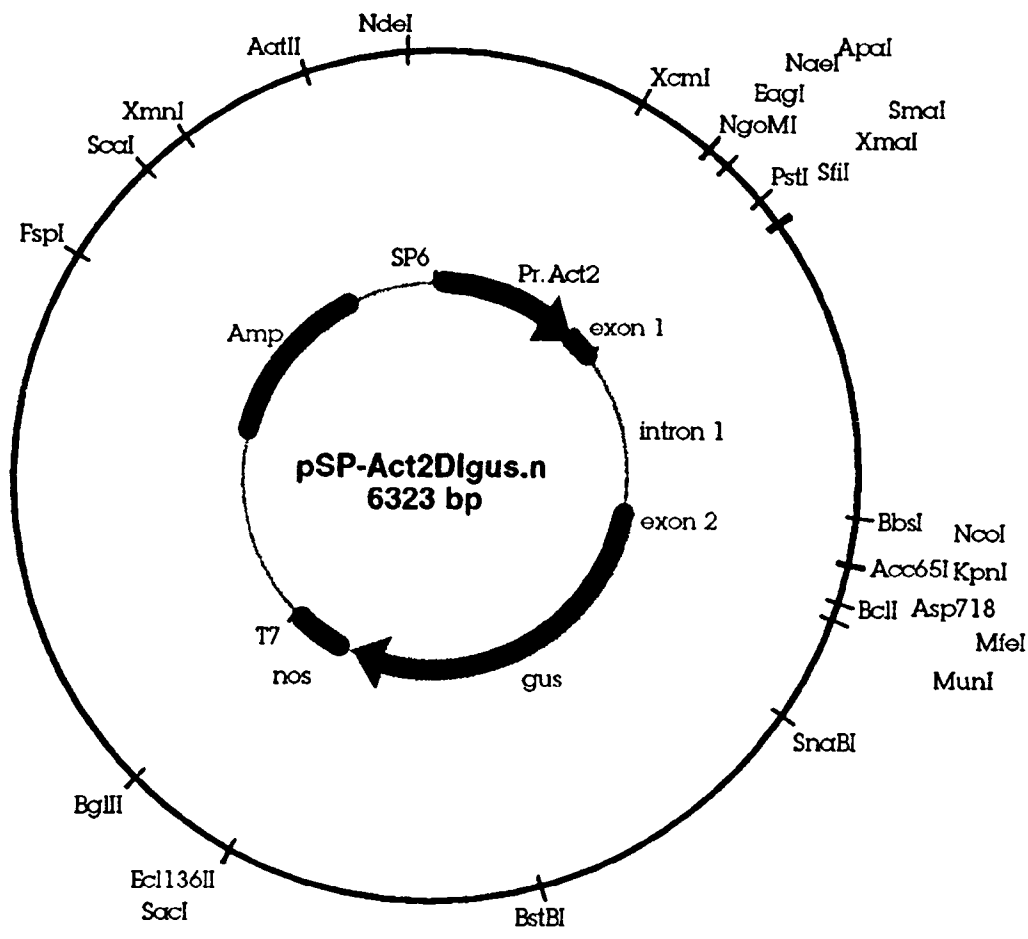 NdeI
AatII
XmnI
ScaI
FspI
XcmI
NaeI ApaI
EagI
NgoMI
SmaI
XmaI
PstI SfiI
SP6
Pr.Act2
exon 1
Amp
intron 1
pSP-Act2DIgus.n
6323 bp
exon 2
BbsI
NcoI
Acc65I KpnI
BclI Asp718
MfeI
MunI
SnaBI
T7
nos
gus
BglII
Ecl136II
SacI
BstBI